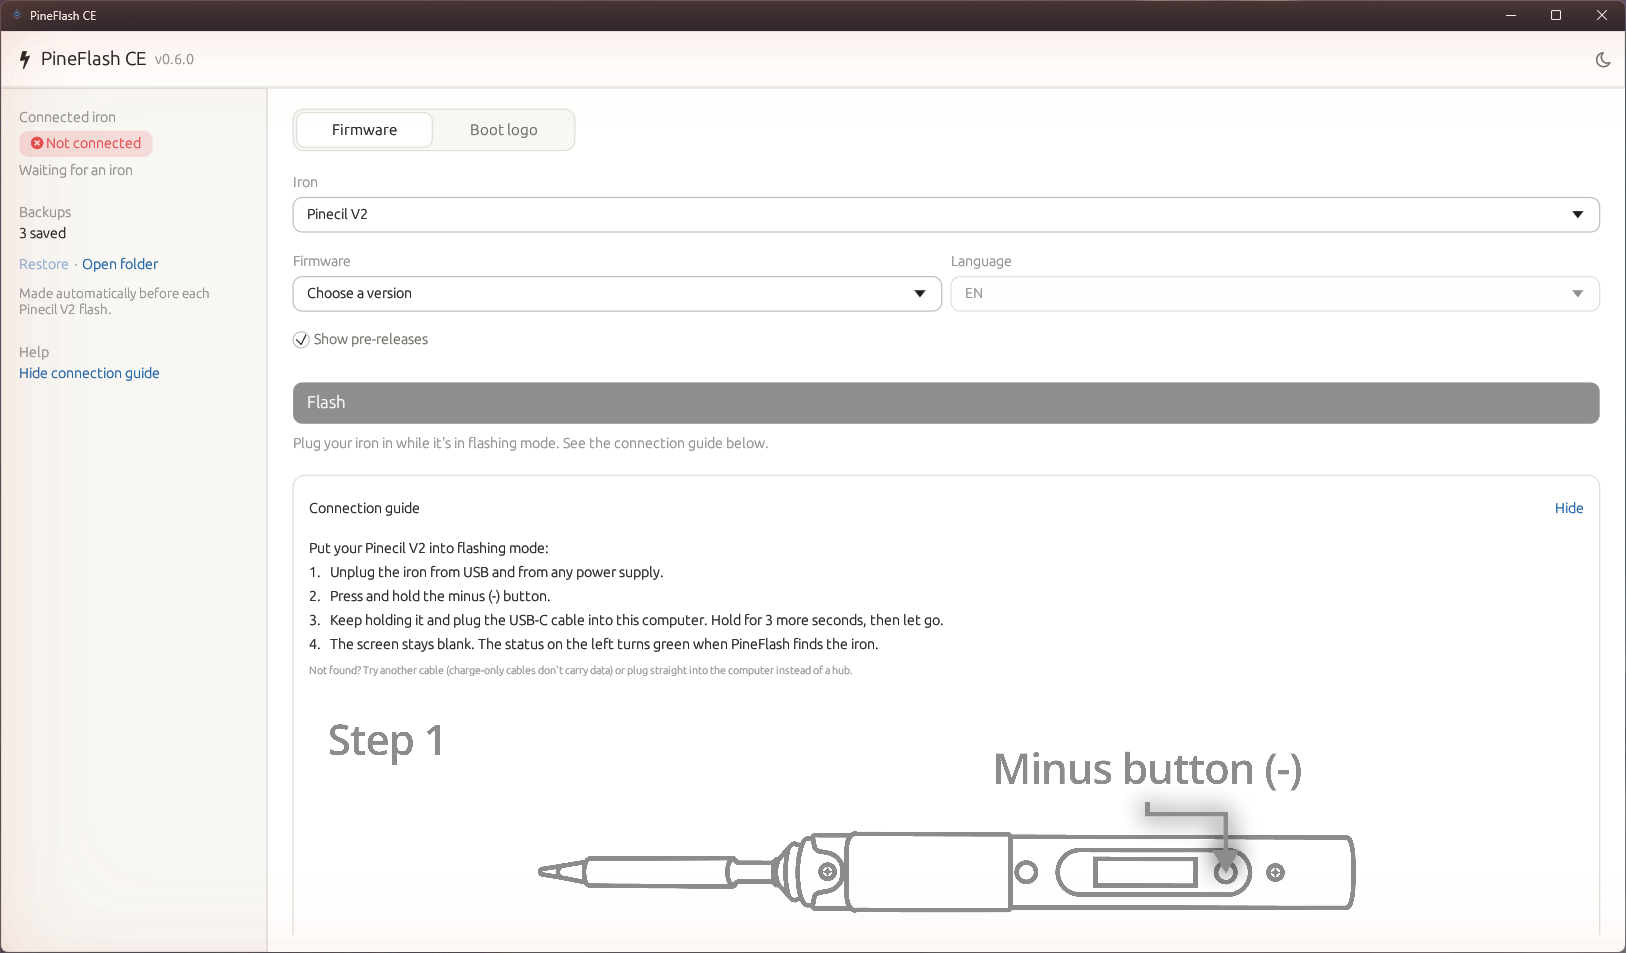 PineFlash CE
PineFlash CE v0.6.0
Connected iron
Not connected
Waiting for an iron
Backups
3 saved
Restore · Open folder
Made automatically before each
Pinecil V2 flash.
Help
Hide connection guide
Firmware
Boot logo
Iron
Pinecil V2
Firmware
Language
Choose a version
EN
Show pre-releases
Flash
Plug your iron in while it's in flashing mode. See the connection guide below.
Connection guide
Hide
Put your Pinecil V2 into flashing mode:
1. Unplug the iron from USB and from any power supply.
2. Press and hold the minus (-) button.
3. Keep holding it and plug the USB-C cable into this computer. Hold for 3 more seconds, then let go.
4. The screen stays blank. The status on the left turns green when PineFlash finds the iron.
Not found? Try another cable (charge-only cables don't carry data) or plug straight into the computer instead of a hub.
Step 1
Minus button (-)